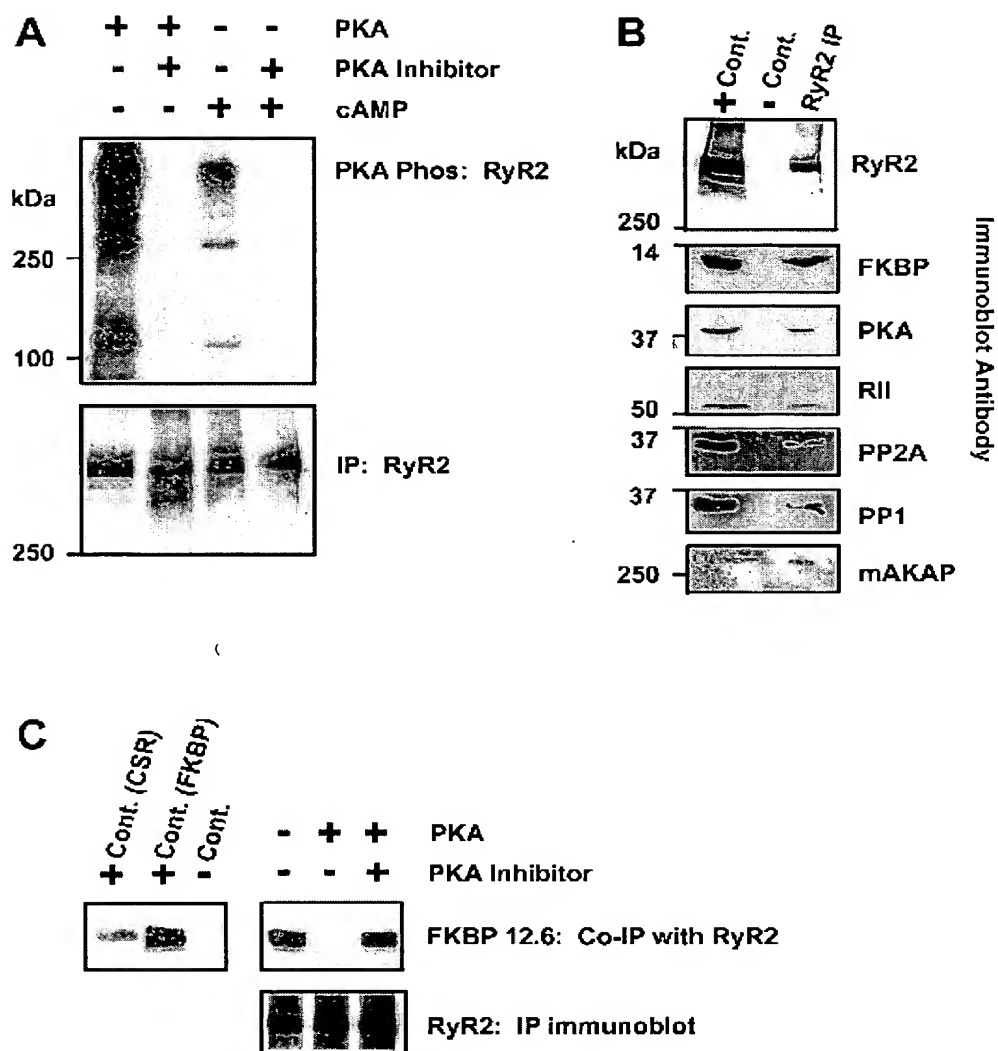 A
+ + - - PKA
- + - + PKA Inhibitor
- - + + cAMP
kDa
250
100
PKA Phos: RyR2
250
IP: RyR2
B
+ Cont.
- Cont.
RyR2 IP
kDa
250
RyR2
14
FKBP
37
PKA
50
RII
37
PP2A
37
PP1
250
mAKAP
Immunoblot Antibody
C
+ Cont. (CSR)
+ Cont. (FKBP)
- Cont.
- + + PKA
- - + PKA Inhibitor
FKBP 12.6: Co-IP with RyR2
RyR2: IP immunoblot